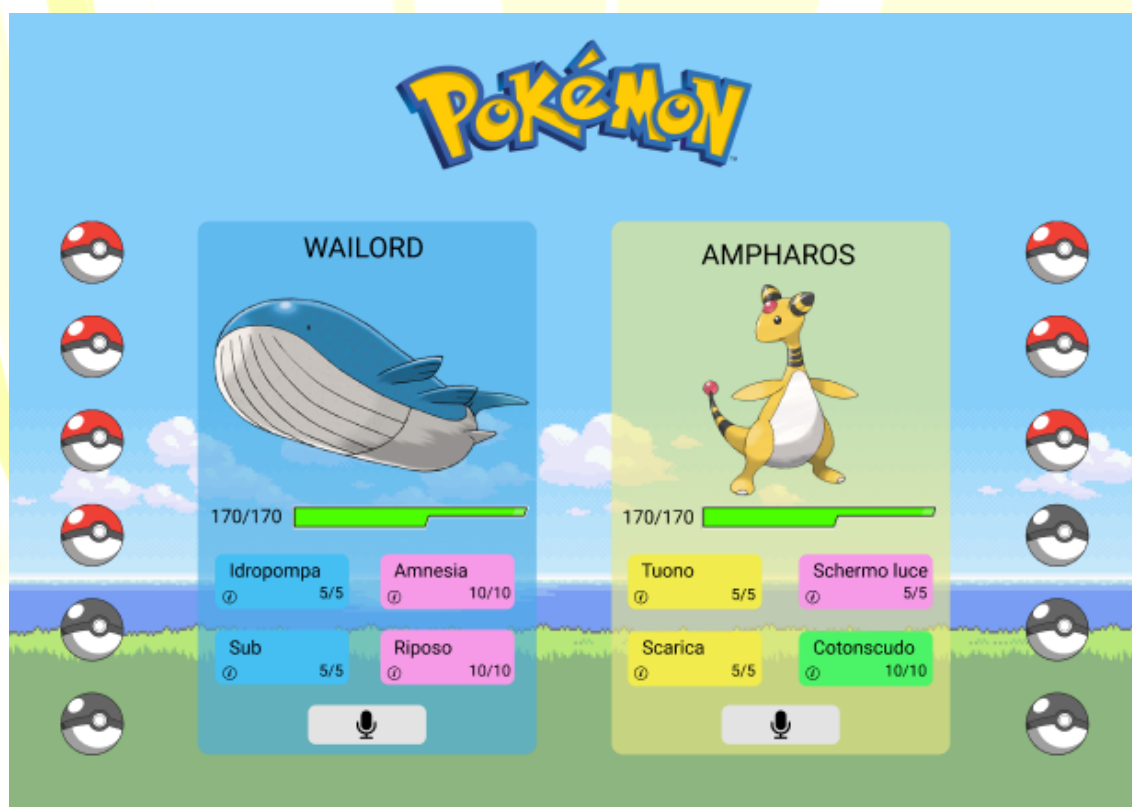 POKéMON
WAILORD
170/170
Idropompa
5/5
Amnesia
10/10
Sub
5/5
Riposo
10/10
AMPHAROS
170/170
Tuono
5/5
Schermo luce
5/5
Scarica
5/5
Cotonscudo
10/10